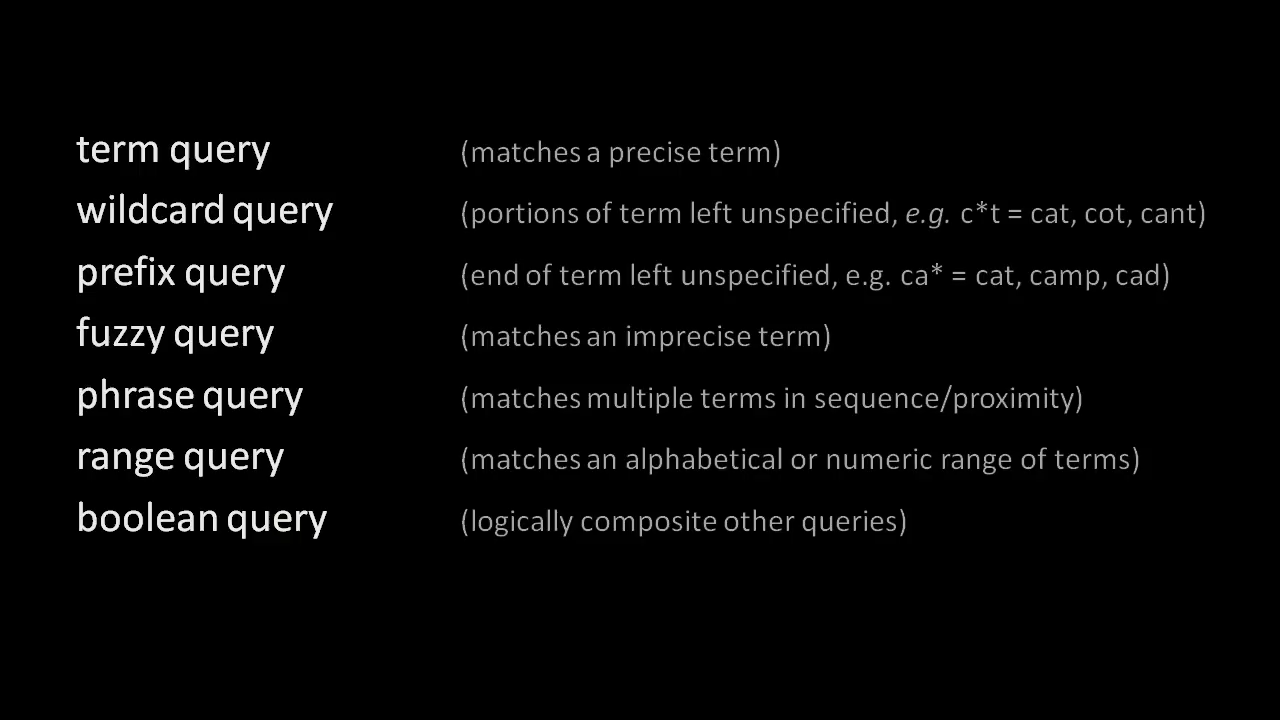 term query (matches a precise term)
wildcard query (portions of term left unspecified, e.g. c*t = cat, cot, cant)
prefix query (end of term left unspecified, e.g. ca* = cat, camp, cad)
fuzzy query (matches an imprecise term)
phrase query (matches multiple terms in sequence/proximity)
range query (matches an alphabetical or numeric range of terms)
boolean query (logically composite other queries)